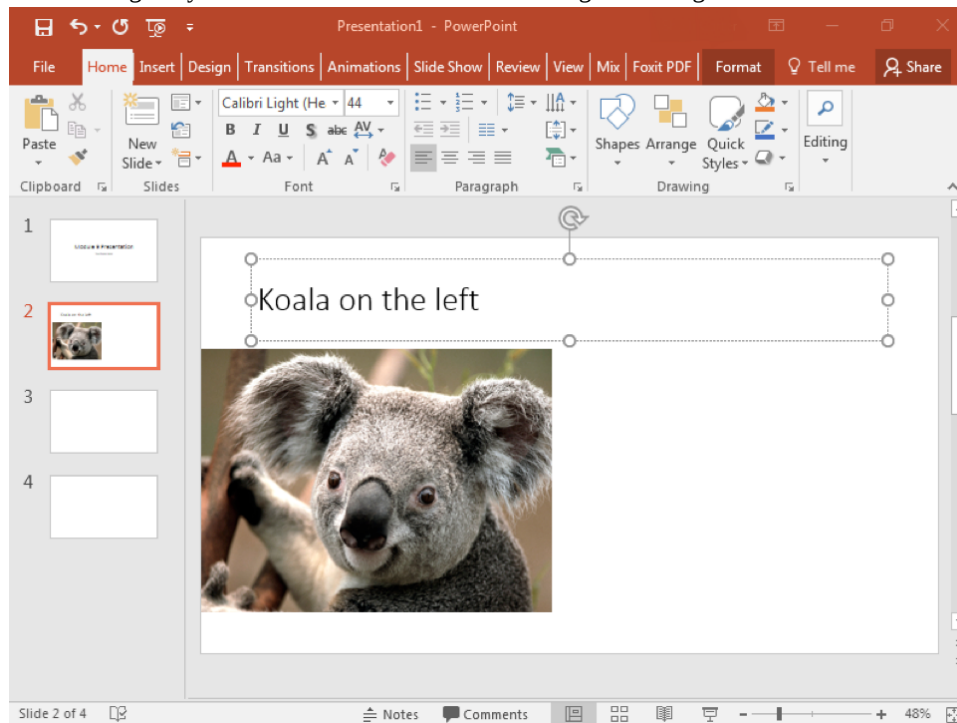 Presentation1 - PowerPoint
File Home Insert Design Transitions Animations Slide Show Review View Mix Foxit PDF Format Tell me Share
Calibri Light (He 44
B I U S abc AV
A Aa A A
Paste
New Slide
Shapes Arrange Quick Styles
Editing
Clipboard Slides Font Paragraph Drawing
1
2
3
4
Koala on the left
Slide 2 of 4 Notes Comments 48%